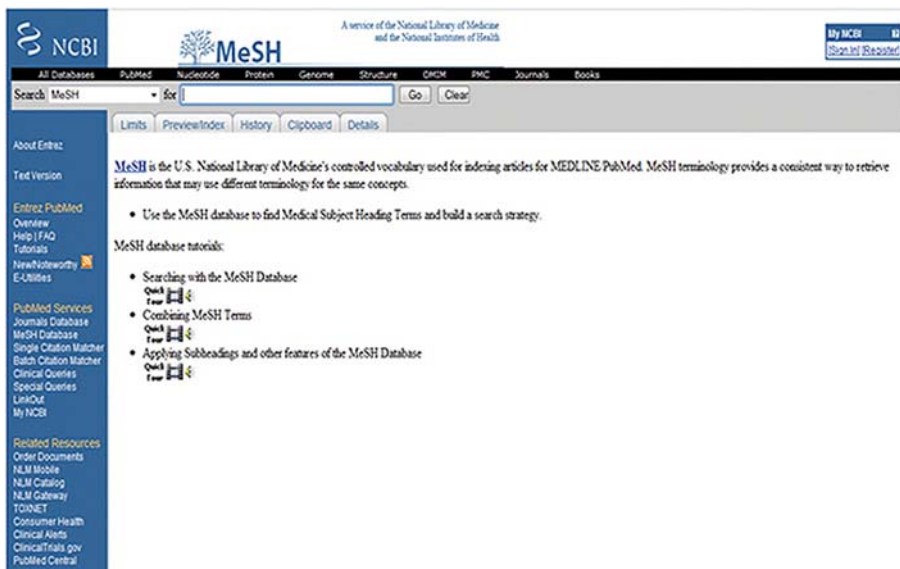 NCBI
MeSH
A service of the National Library of Medicine
and the National Institutes of Health
My NCBI
[Sign In] [Register]
All Databases PubMed Nucleotide Protein Genome Structure OMIM PMC Journals Books
Search MeSH for Go Clear
Limits Preview/Index History Clipboard Details
About Entrez
Text Version
Entrez PubMed
Overview
Help | FAQ
Tutorials
New/Noteworthy
E-Utilities
PubMed Services
Journals Database
MeSH Database
Single Citation Matcher
Batch Citation Matcher
Clinical Queries
Special Queries
LinkOut
My NCBI
Related Resources
Order Documents
NLM Mobile
NLM Catalog
NLM Gateway
TOXNET
Consumer Health
Clinical Alerts
ClinicalTrials.gov
PubMed Central
MeSH is the U.S. National Library of Medicine's controlled vocabulary used for indexing articles for MEDLINE/PubMed. MeSH terminology provides a consistent way to retrieve
information that may use different terminology for the same concepts.
• Use the MeSH database to find Medical Subject Heading Terms and build a search strategy.
MeSH database tutorials:
• Searching with the MeSH Database
Quick
Tour
• Combining MeSH Terms
Quick
Tour
• Applying Subheadings and other features of the MeSH Database
Quick
Tour